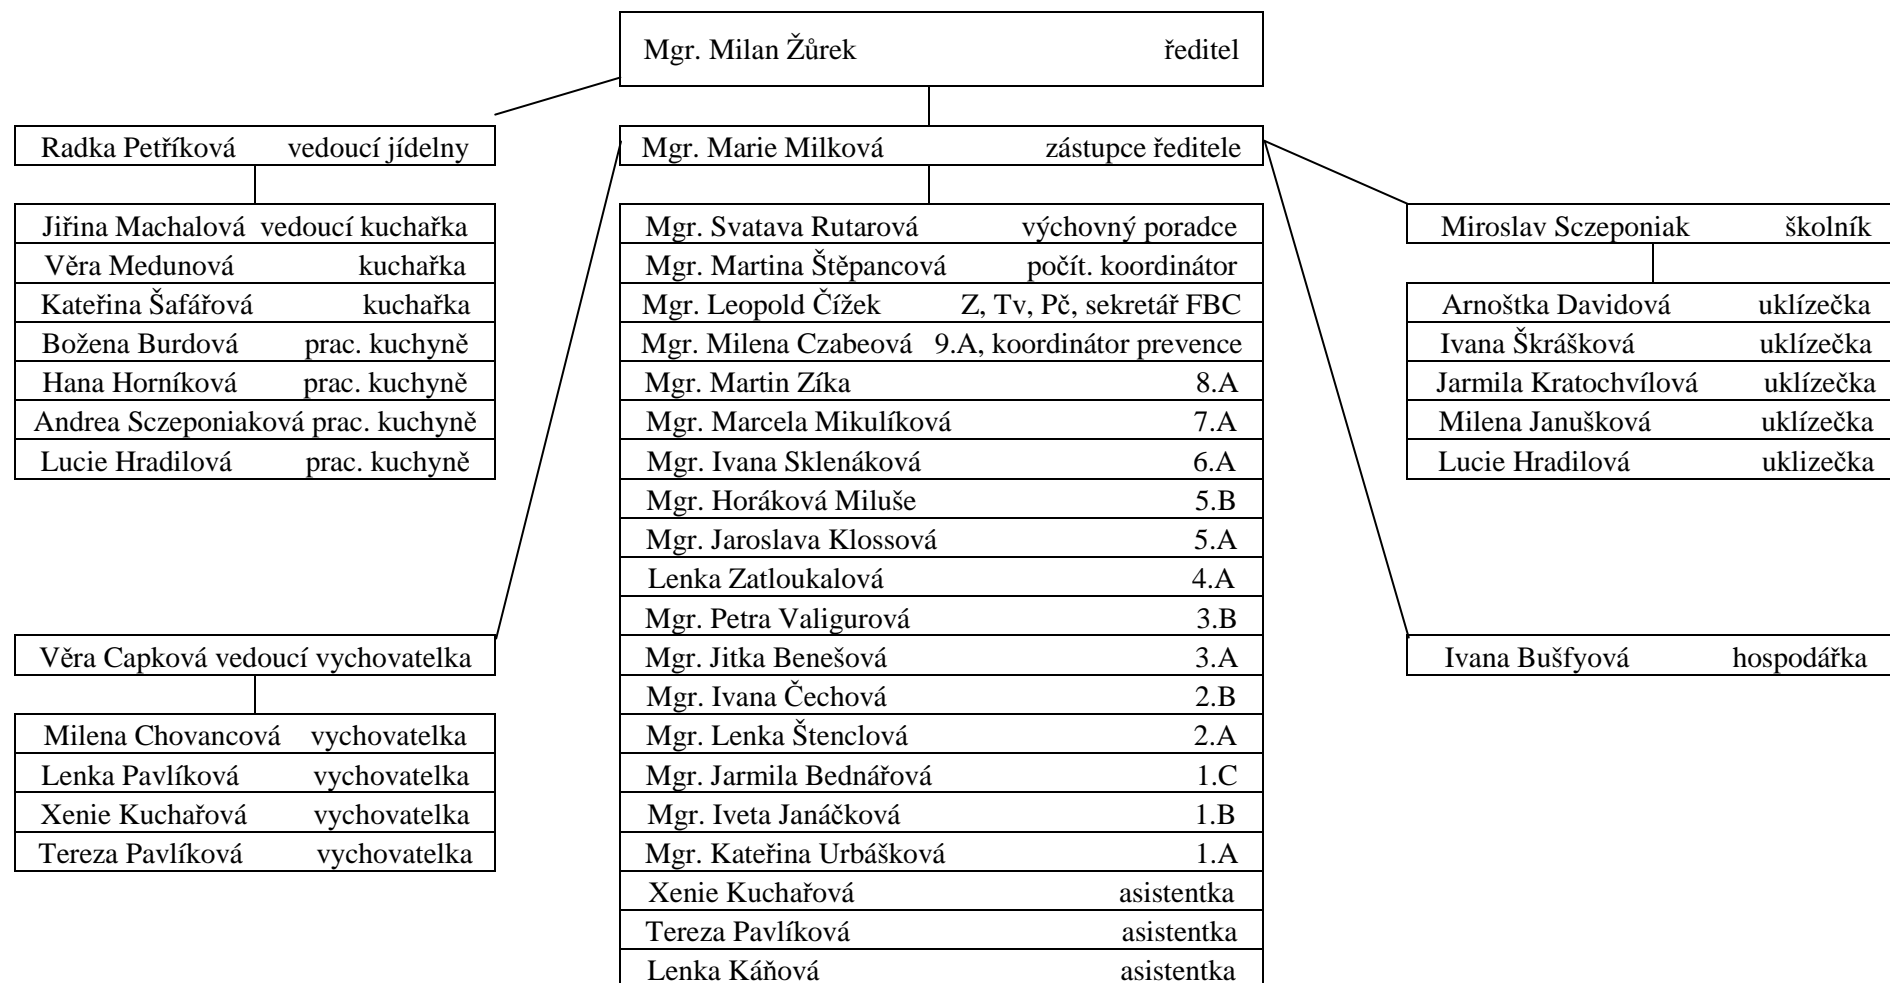 Mgr. Milan Žůrek ředitel
Radka Petříková vedoucí jídelny
Mgr. Marie Milková zástupce ředitele
Jiřina Machalová vedoucí kuchařka
Věra Medunová kuchařka
Kateřina Šafářová kuchařka
Božena Burdová prac. kuchyně
Hana Horníková prac. kuchyně
Andrea Sczeponiaková prac. kuchyně
Lucie Hradilová prac. kuchyně
Mgr. Svatava Rutarová výchovný poradce
Mgr. Martina Štěpancová počít. koordinátor
Mgr. Leopold Čížek Z, Tv, Pč, sekretář FBC
Mgr. Milena Czabeová 9.A, koordinátor prevence
Mgr. Martin Zíka 8.A
Mgr. Marcela Mikulíková 7.A
Mgr. Ivana Sklenáková 6.A
Mgr. Horáková Miluše 5.B
Mgr. Jaroslava Klossová 5.A
Lenka Zatloukalová 4.A
Mgr. Petra Valigurová 3.B
Mgr. Jitka Benešová 3.A
Mgr. Ivana Čechová 2.B
Mgr. Lenka Štenclová 2.A
Mgr. Jarmila Bednářová 1.C
Mgr. Iveta Janáčková 1.B
Mgr. Kateřina Urbášková 1.A
Xenie Kuchařová asistentka
Tereza Pavlíková asistentka
Lenka Káňová asistentka
Miroslav Sczeponiak školník
Arnoštka Davidová uklízečka
Ivana Škrášková uklízečka
Jarmila Kratochvílová uklízečka
Milena Janušková uklízečka
Lucie Hradilová uklizečka
Věra Capková vedoucí vychovatelka
Milena Chovancová vychovatelka
Lenka Pavlíková vychovatelka
Xenie Kuchařová vychovatelka
Tereza Pavlíková vychovatelka
Ivana Bušfyová hospodářka